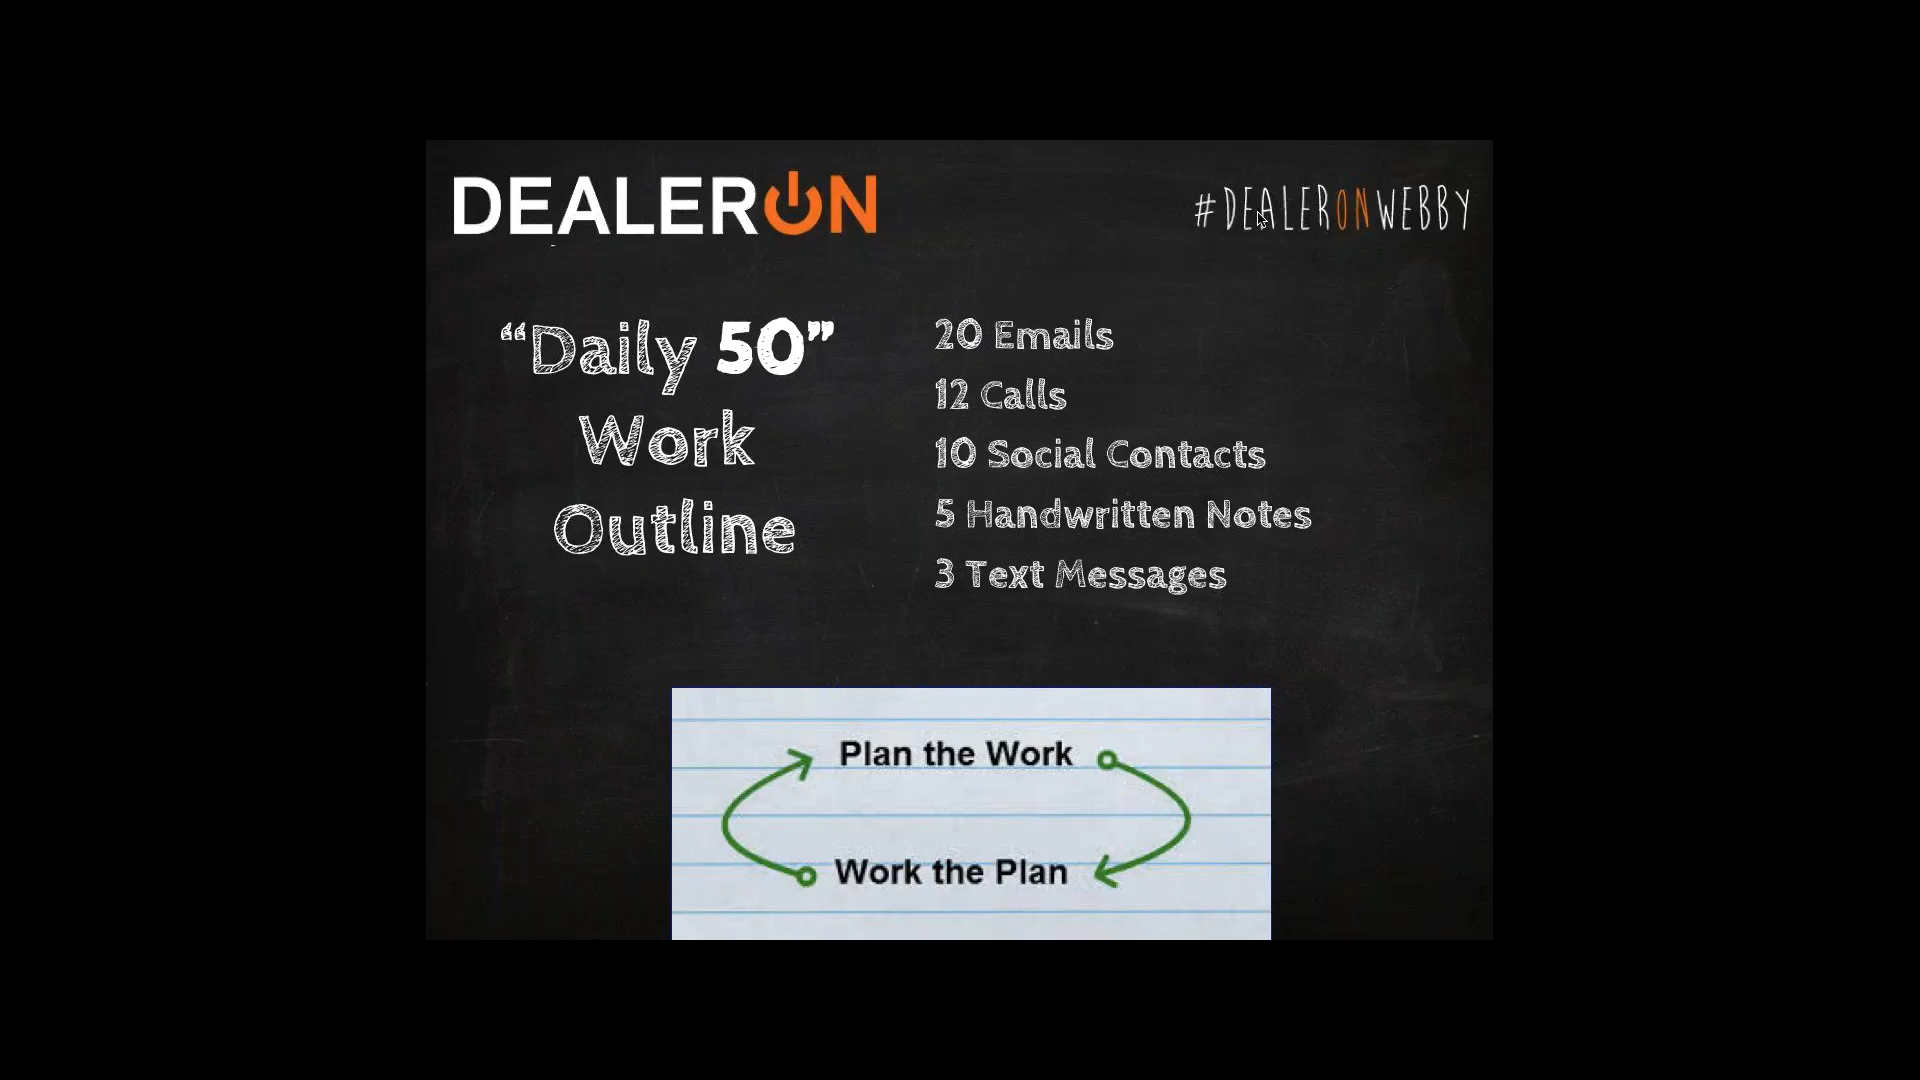 DEALERON
#DEALERONWEBBY
“Daily 50”
Work
Outline
20 Emails
12 Calls
10 Social Contacts
5 Handwritten Notes
3 Text Messages
Plan the Work
Work the Plan